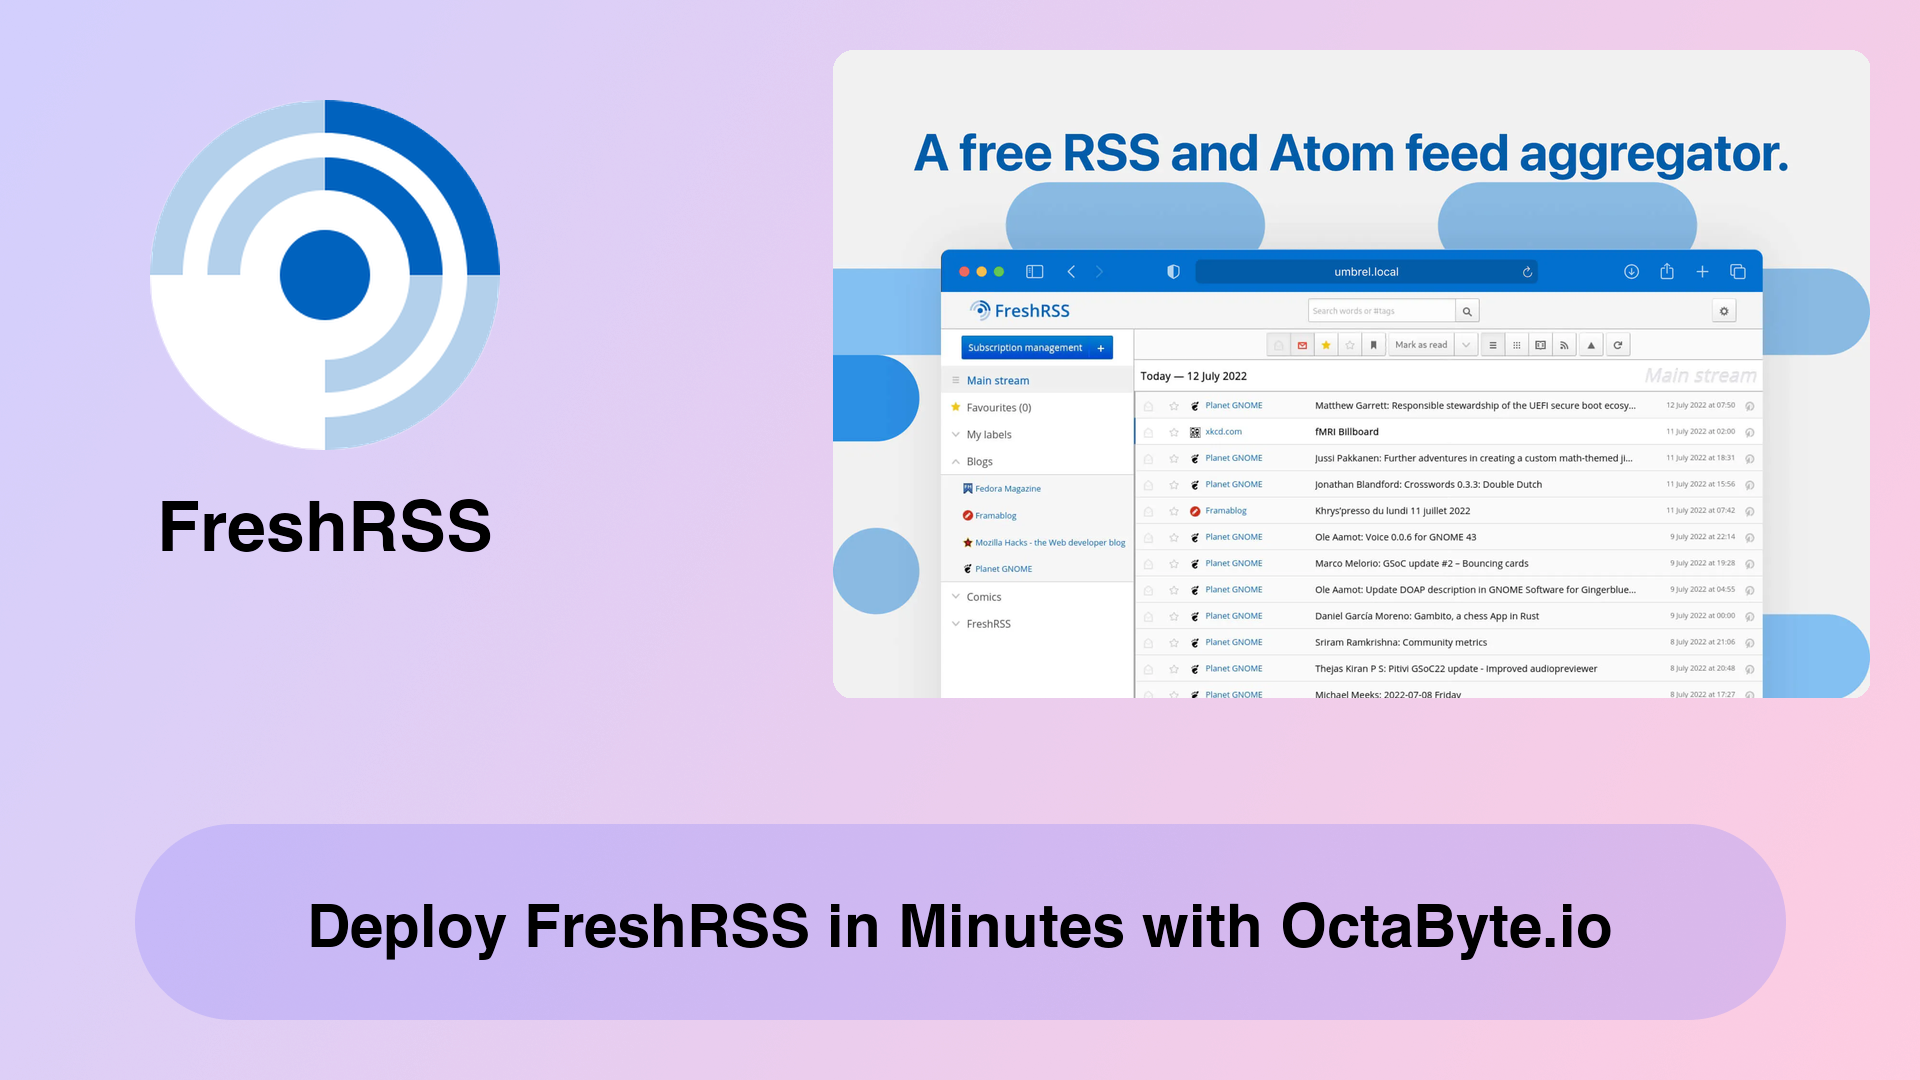 FreshRSS
A free RSS and Atom feed aggregator.
umbrel.local
FreshRSS
Search words or #tags
Subscription management +
Mark as read
Main stream
Favourites (0)
My labels
Blogs
Fedora Magazine
Framablog
Mozilla Hacks - the Web developer blog
Planet GNOME
Comics
FreshRSS
Today — 12 July 2022 Main stream
Planet GNOME Matthew Garrett: Responsible stewardship of the UEFI secure boot ecosy... 12 July 2022 at 07:50
xkcd.com fMRI Billboard 11 July 2022 at 02:00
Planet GNOME Jussi Pakkanen: Further adventures in creating a custom math-themed ji... 11 July 2022 at 18:31
Planet GNOME Jonathan Blandford: Crosswords 0.3.3: Double Dutch 11 July 2022 at 15:56
Framablog Khrys'presso du lundi 11 juillet 2022 11 July 2022 at 07:42
Planet GNOME Ole Aamot: Voice 0.0.6 for GNOME 43 9 July 2022 at 22:14
Planet GNOME Marco Melorio: GSoC update #2 – Bouncing cards 9 July 2022 at 19:28
Planet GNOME Ole Aamot: Update DOAP description in GNOME Software for Gingerblue... 9 July 2022 at 04:55
Planet GNOME Daniel García Moreno: Gambito, a chess App in Rust 9 July 2022 at 00:00
Planet GNOME Sriram Ramkrishna: Community metrics 8 July 2022 at 21:06
Planet GNOME Thejas Kiran P S: Pitivi GSoC22 update - Improved audiopreviewer 8 July 2022 at 20:48
Planet GNOME Michael Meeks: 2022-07-08 Friday 8 July 2022 at 17:27
Deploy FreshRSS in Minutes with OctaByte.io